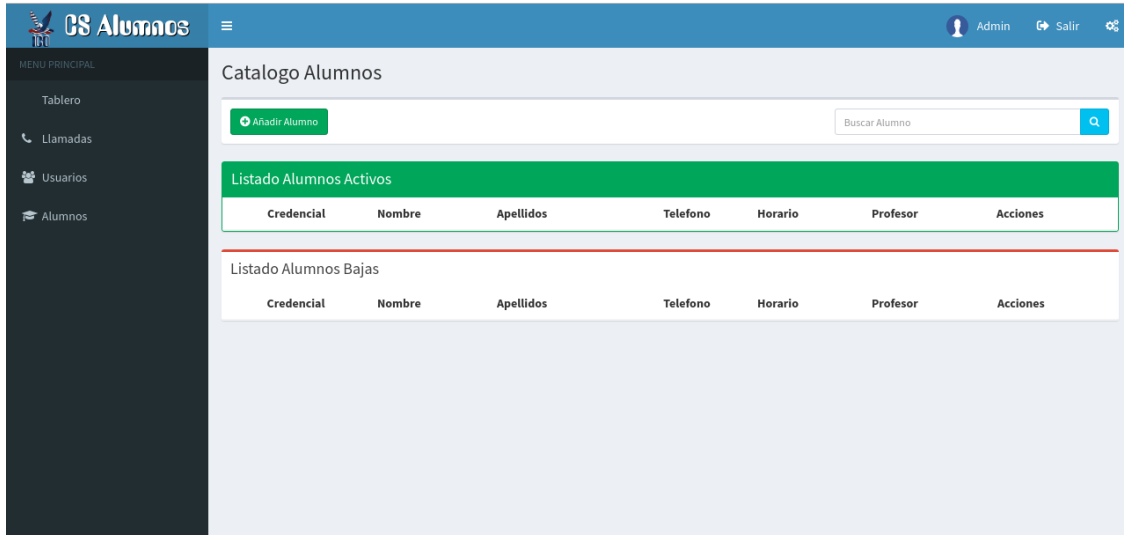 IGU CS Alumnos
Admin Salir
MENU PRINCIPAL
Tablero
Llamadas
Usuarios
Alumnos
Catalogo Alumnos
Añadir Alumno
Buscar Alumno
Listado Alumnos Activos
Credencial Nombre Apellidos Telefono Horario Profesor Acciones
Listado Alumnos Bajas
Credencial Nombre Apellidos Telefono Horario Profesor Acciones